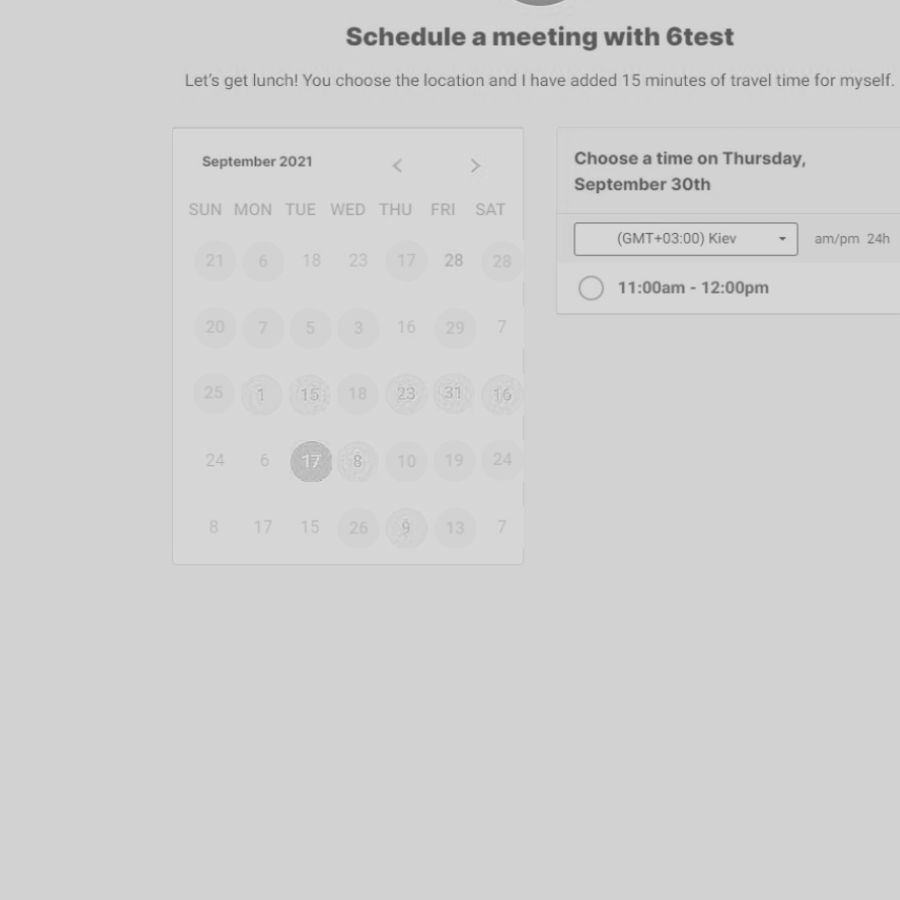 Schedule a meeting with 6test
Let's get lunch! You choose the location and I have added 15 minutes of travel time for myself.
September 2021
SUN MON TUE WED THU FRI SAT
21 6 18 23 17 28 28
20 7 5 3 16 29 7
25 1 15 18 23 31 16
24 6 17 8 10 19 24
8 17 15 26 9 13 7
Choose a time on Thursday,
September 30th
(GMT+03:00) Kiev am/pm 24h
11:00am - 12:00pm